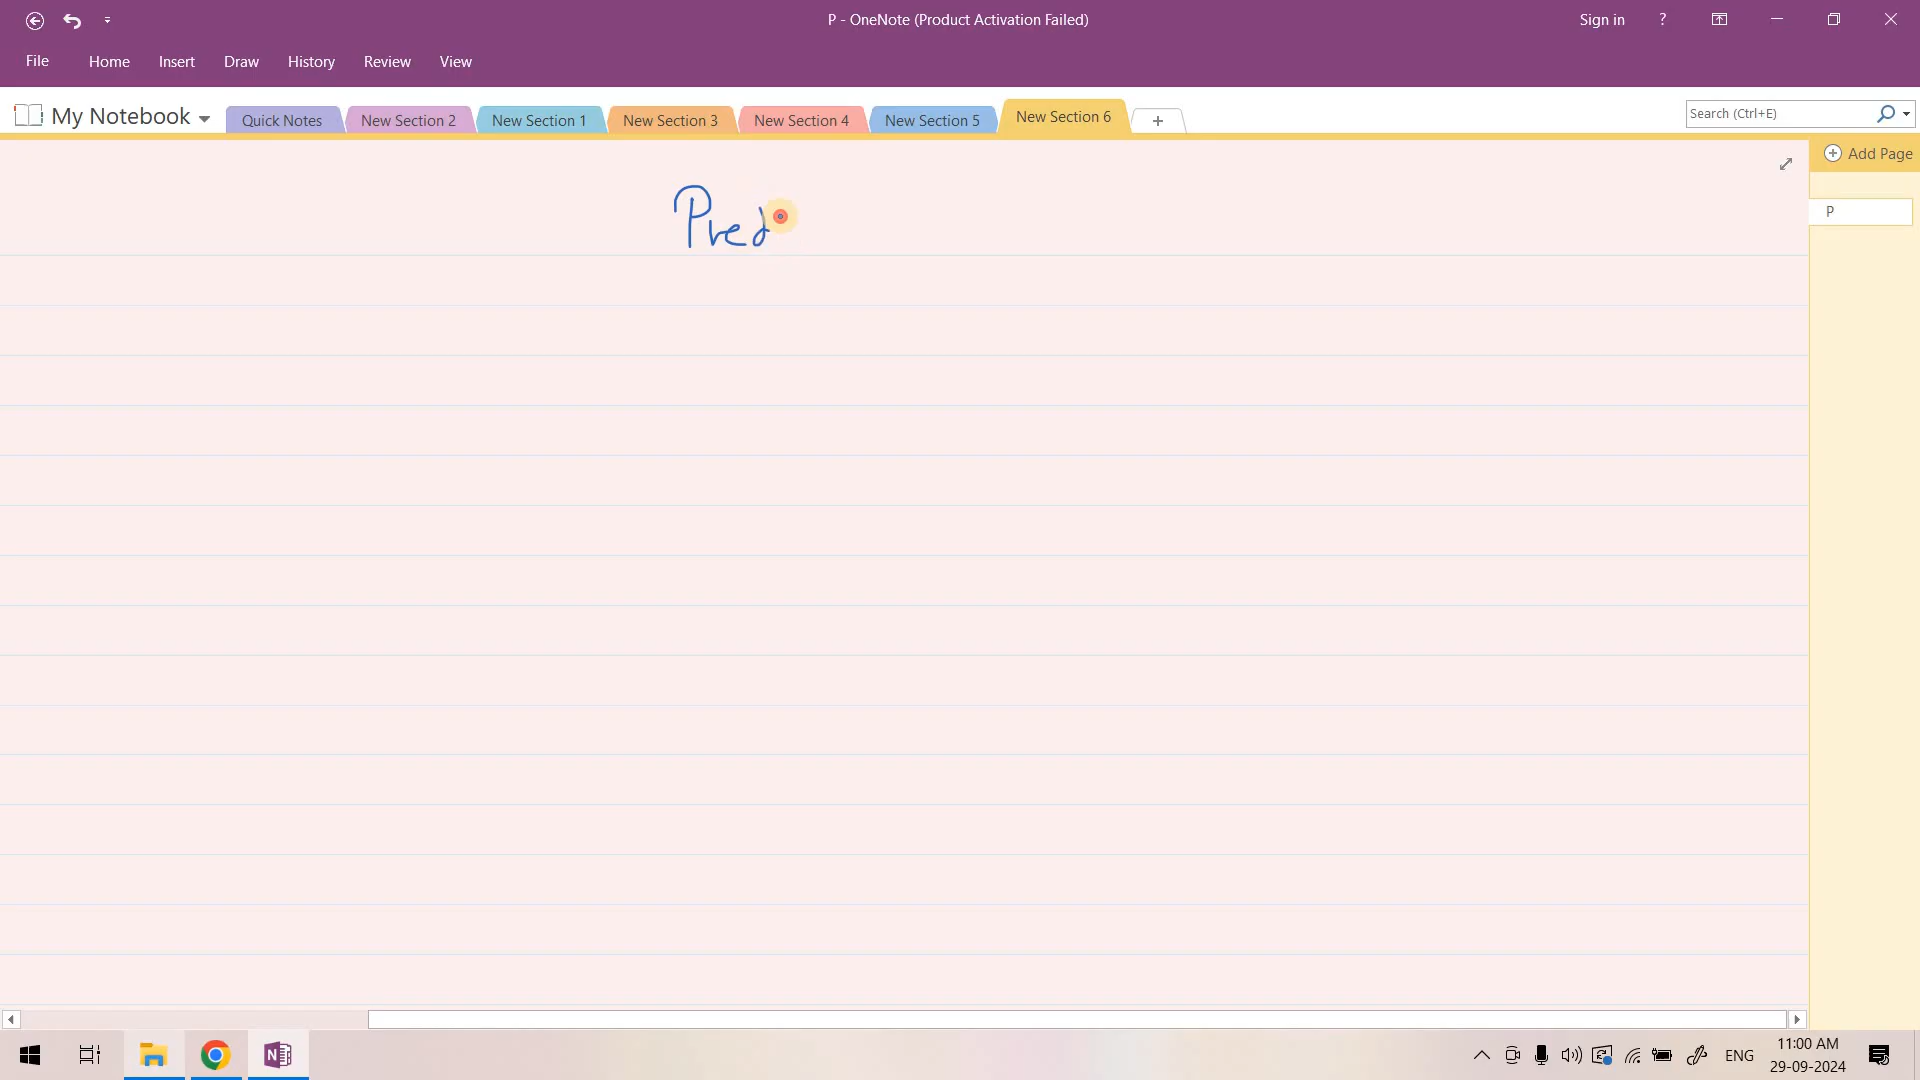 P - OneNote (Product Activation Failed)
Sign in
?
File
Home
Insert
Draw
History
Review
View
My Notebook
Quick Notes
New Section 2
New Section 1
New Section 3
New Section 4
New Section 5
New Section 6
+
Search (Ctrl+E)
Add Page
P
Pred
N
ENG
11:00 AM
29-09-2024